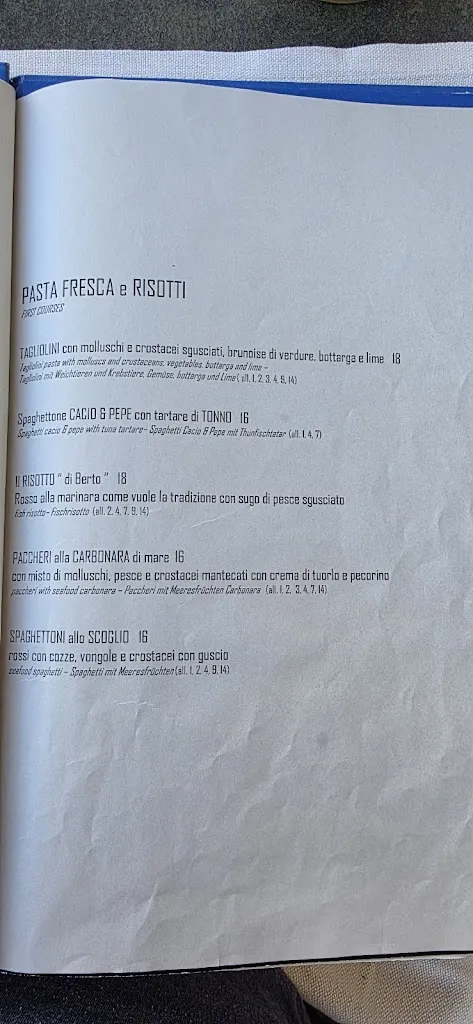 PASTA FRESCA e RISOTTI
FIRST COURSES
TAGLIOLINI con molluschi e crostacei sgusciati, brunoise di verdure, bottarga e lime 18
Tagliolini pasta with molluscs and crustaceans, vegetables, buttarga and lime –
Tagliolini mit Weichtieren und Krebstiere, Gemüse, buttarga und Lime ( all. 1, 2, 3, 4, 9, 14)
Spaghettone CACIO & PEPE con tartare di TONNO 16
Spaghetti cacio & pepe with tuna tartare– Spaghetti Cacio & Pepe mit Thunfischtatar (all. 1, 4, 7)
Il RISOTTO " di Berto " 18
Rosso alla marinara come vuole la tradizione con sugo di pesce sgusciato
fish risotto– Fischrisotto (all. 2, 4, 7, 9, 14)
PACCHERI alla CARBONARA di mare 16
con misto di molluschi, pesce e crostacei mantecati con crema di tuorlo e pecorino
paccheri with seafood carbonara – Paccheri mit Meeresfrüchten Carbonara (all. 1, 2, 3, 4, 7, 14)
SPAGHETTONI allo SCOGLIO 16
rossi con cozze, vongole e crostacei con guscio
seafood spaghetti – Spaghetti mit Meeresfrüchten (all. 1, 2, 4, 9, 14)